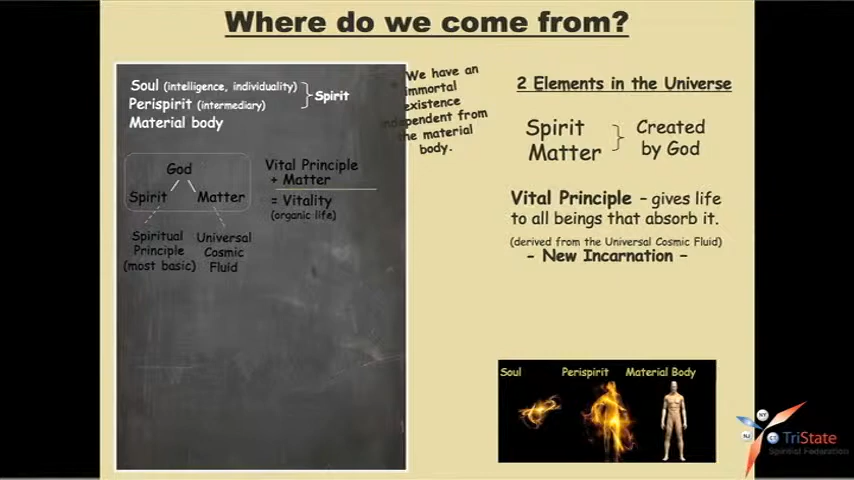 Where do we come from?
Soul (intelligence, individuality)
Perispirit (intermediary)
Spirit
Material body
God
Spirit Matter
Spiritual
Principle
(most basic)
Universal
Cosmic
Fluid
Vital Principle
+ Matter
= Vitality
(organic life)
We have an
immortal
existence
independent from
the material
body.
2 Elements in the Universe
Spirit
Matter
Created
by God
Vital Principle - gives life
to all beings that absorb it.
(derived from the Universal Cosmic Fluid)
- New Incarnation -
Soul Perispirit Material Body
NY
NJ
CT
TriState
Spiritist Federation